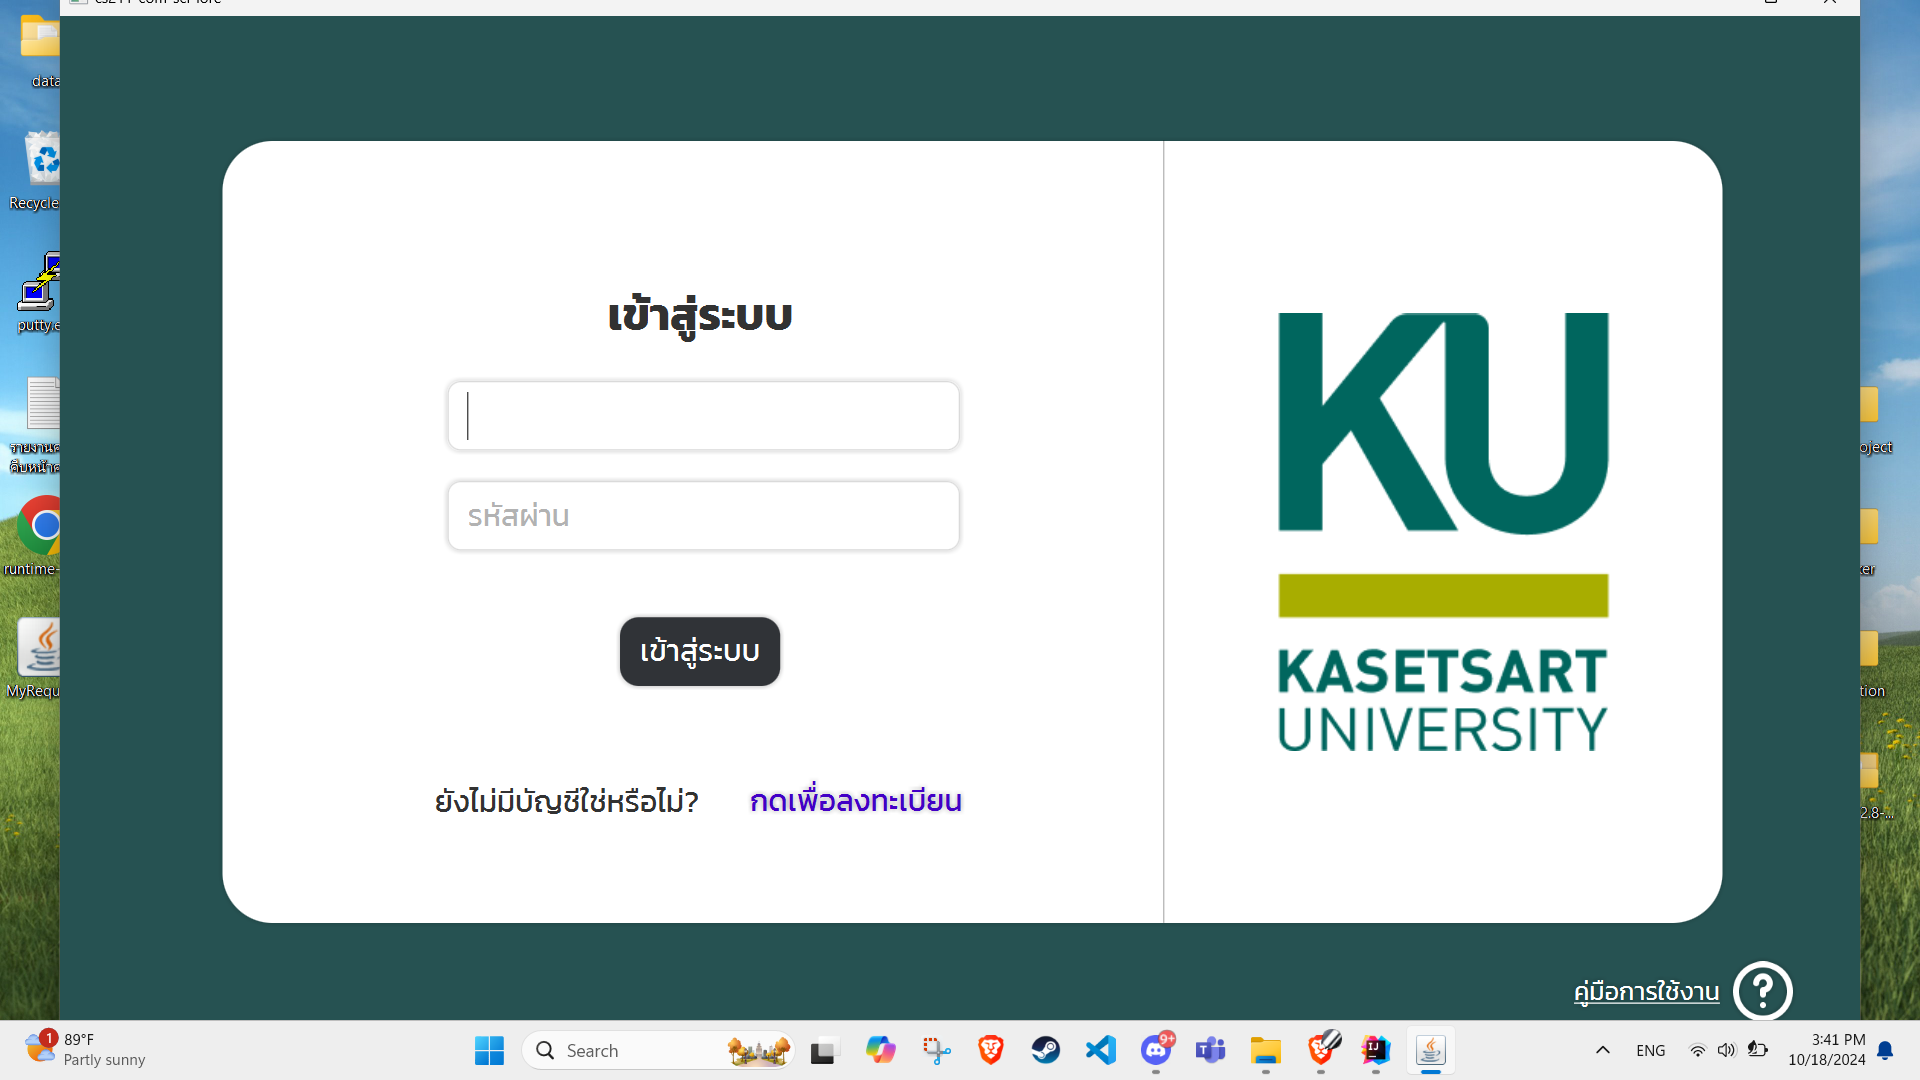 data
Recycle
putty.e
รายงานค
คืบหน้าค
runtime-
MyRequ
เข้าสู่ระบบ
รหัสผ่าน
เข้าสู่ระบบ
ยังไม่มีบัญชีใช่หรือไม่? กดเพื่อลงทะเบียน
KU
KASETSART
UNIVERSITY
คู่มือการใช้งาน
?
oject
ker
tion
2.8-...
1
89°F
Partly sunny
Search
9+
T
IJ
ENG
3:41 PM
10/18/2024